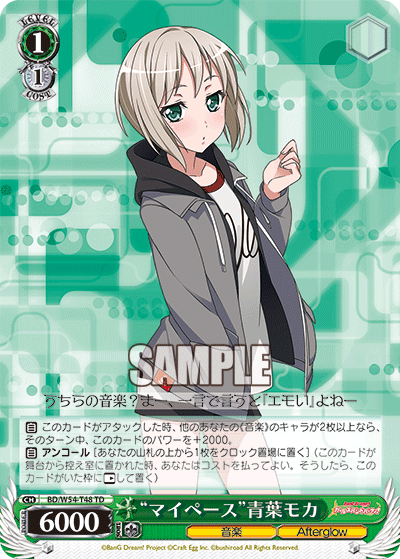 LEVEL
1
1
COST
SAMPLE
うちらの音楽？まー、一言で言うと『エモい』よねー
自 このカードがアタックした時、他のあなたの《音楽》のキャラが2枚以上なら、
そのターン中、このカードのパワーを＋2000。
自 アンコール [あなたの山札の上から1枚をクロック置場に置く] （このカードが
舞台から控え室に置かれた時、あなたはコストを払ってよい。そうしたら、この
カードがいた枠にレストして置く）
CH BD/W54-T48 TD
6000
“マイペース”青葉モカ
音楽 Afterglow
©BanG Dream! Project ©Craft Egg Inc. ©bushiroad All Rights Reserved.